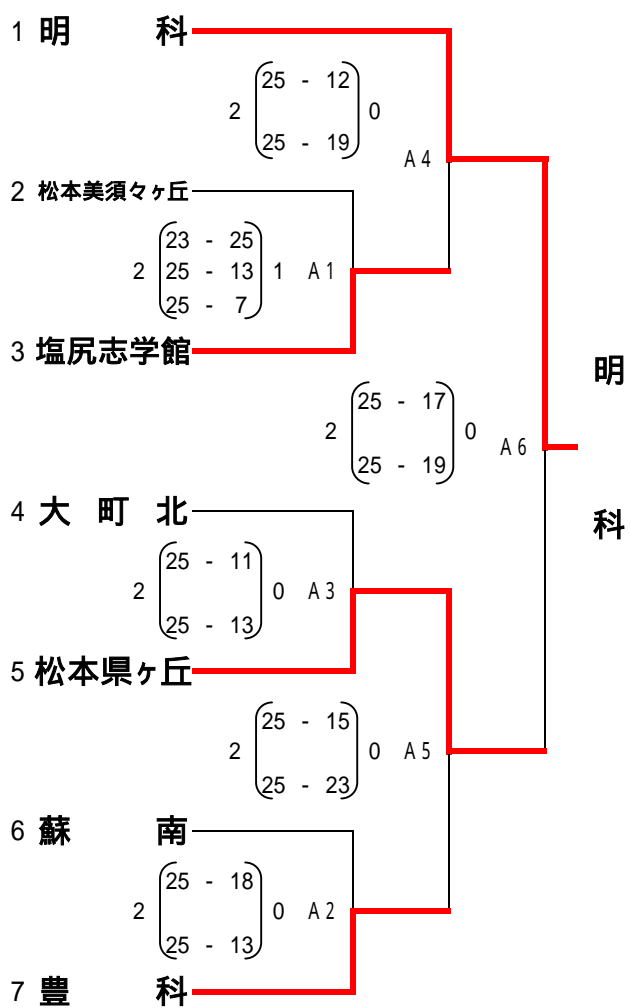 1 明 科
25 - 12
2 0
25 - 19
A4
2 松本美須々ヶ丘
23 - 25
2 25 - 13 1 A1
25 - 7
3 塩尻志学館
明
25 - 17
2 0
A6
25 - 19
4 大 町 北
科
25 - 11
2 0 A3
25 - 13
5 松本県ヶ丘
25 - 15
2 0 A5
25 - 23
6 蘇 南
25 - 18
2 0 A2
25 - 13
7 豊 科